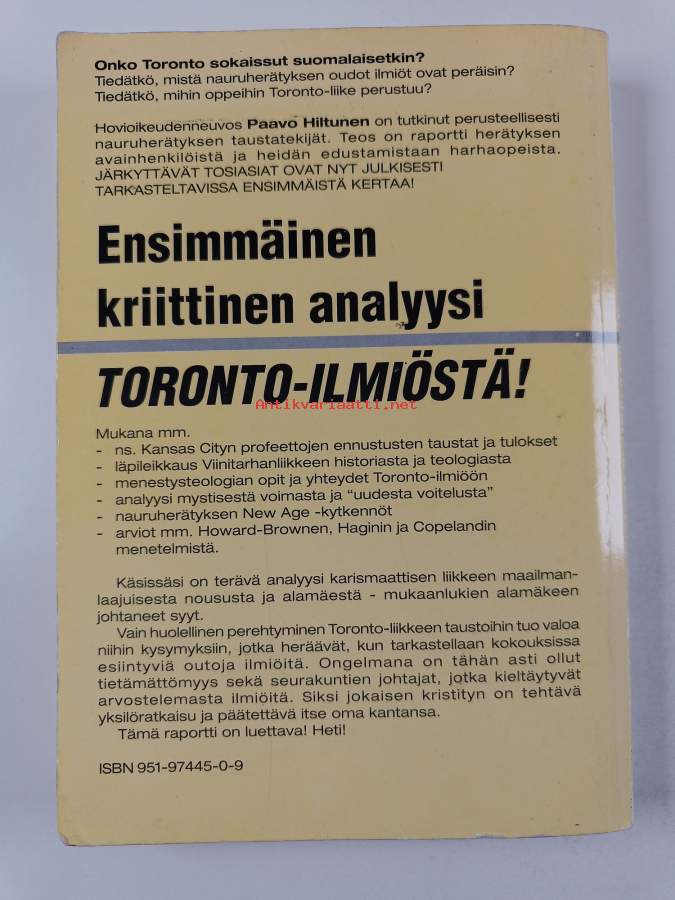 Onko Toronto sokaissut suomalaisetkin?
Tiedätkö, mistä nauruherätyksen oudot ilmiöt ovat peräisin?
Tiedätkö, mihin oppeihin Toronto-liike perustuu?
Hovioikeudenneuvos Paavo Hiltunen on tutkinut perusteellisesti
nauruherätyksen taustatekijät. Teos on raportti herätyksen
avainhenkilöistä ja heidän edustamistaan harhaopeista.
JÄRKYTTÄVÄT TOSIASIAT OVAT NYT JULKISESTI
TARKASTELTAVISSA ENSIMMÄISTÄ KERTAA!
Ensimmäinen
kriittinen analyysi
TORONTO-ILMIÖSTÄ!
Antikvariaatti.net
Mukana mm.
- ns. Kansas Cityn profeettojen ennustusten taustat ja tulokset
- läpileikkaus Viinitarhanliikkeen historiasta ja teologiasta
- menestysteologian opit ja yhteydet Toronto-ilmiöön
- analyysi mystisestä voimasta ja "uudesta voitelusta"
- nauruherätyksen New Age -kytkennöt
- arviot mm. Howard-Brownen, Haginin ja Copelandin
menetelmistä.
Käsissäsi on terävä analyysi karismaattisen liikkeen maailman-
laajuisesta noususta ja alamäestä - mukaanlukien alamäkeen
johtaneet syyt.
Vain huolellinen perehtyminen Toronto-liikkeen taustoihin tuo valoa
niihin kysymyksiin, jotka heräävät, kun tarkastellaan kokouksissa
esiintyviä outoja ilmiöitä. Ongelmana on tähän asti ollut
tietämättömyys sekä seurakuntien johtajat, jotka kieltäytyvät
arvostelemasta ilmiöitä. Siksi jokaisen kristityn on tehtävä
yksilöratkaisu ja päätettävä itse oma kantansa.
Tämä raportti on luettava! Heti!
ISBN 951-97445-0-9